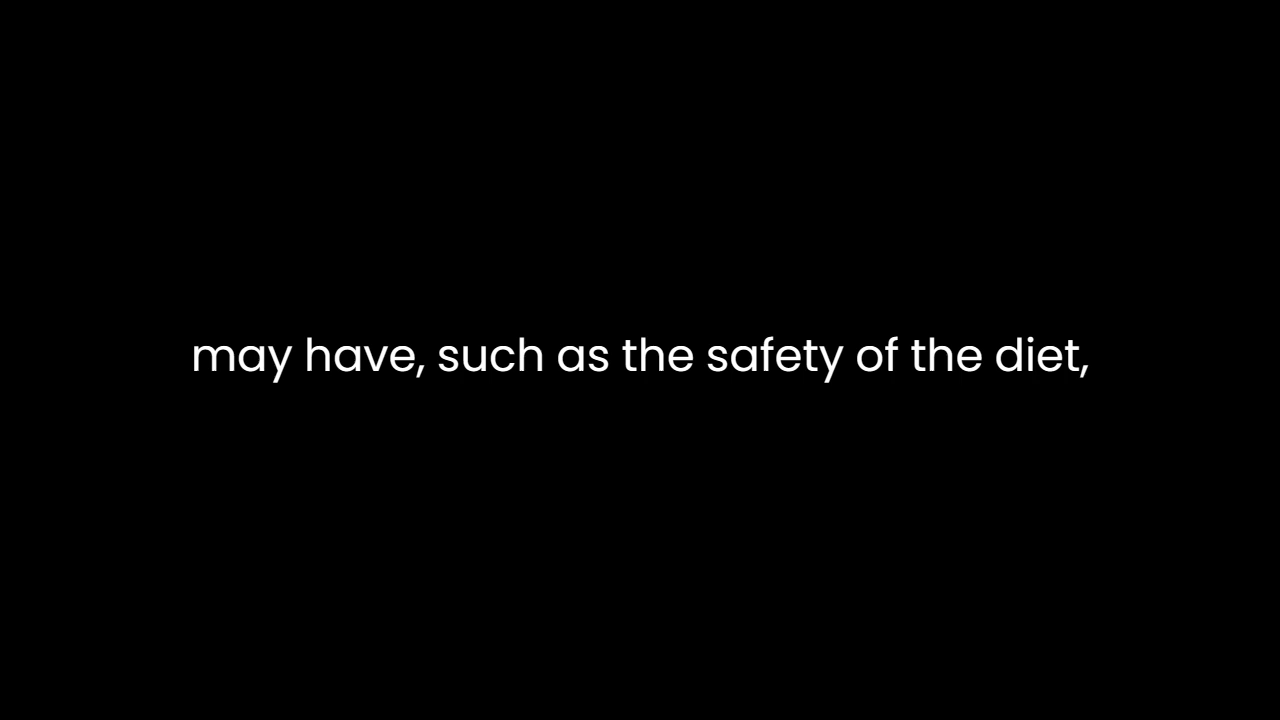 may have, such as the safety of the diet,